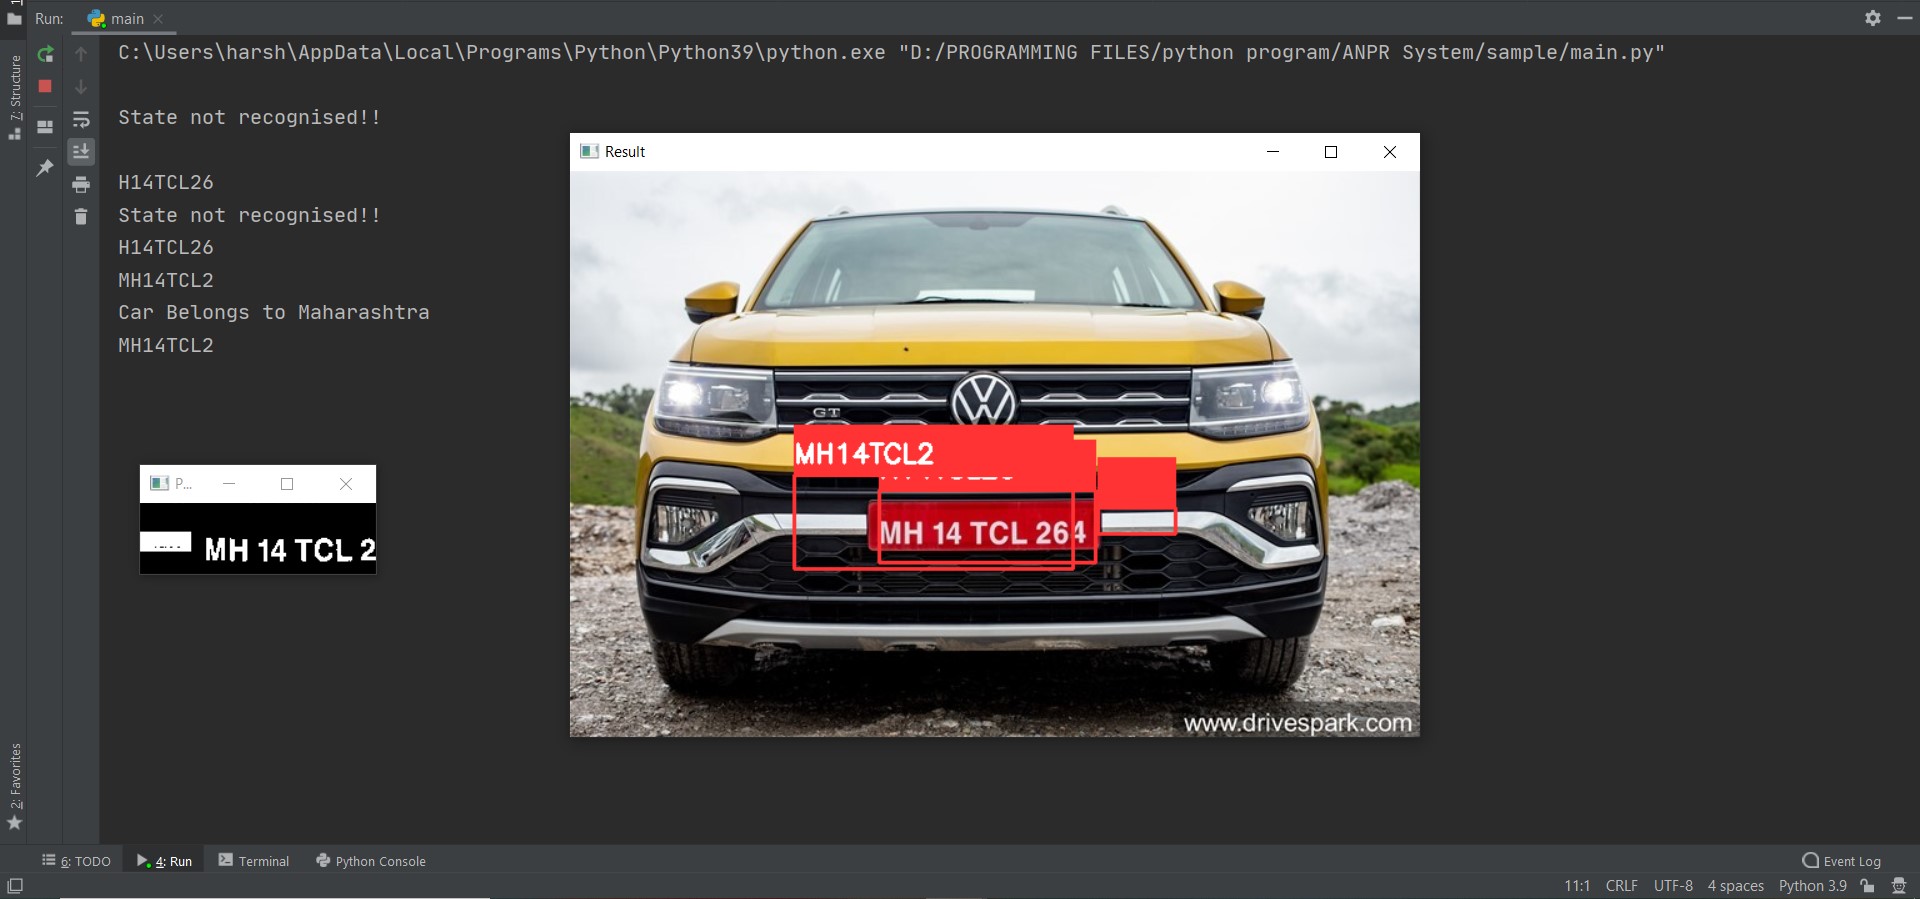 Run: main
C:\Users\harsh\AppData\Local\Programs\Python\Python39\python.exe "D:/PROGRAMMING FILES/python program/ANPR System/sample/main.py"
State not recognised!!
H14TCL26
State not recognised!!
H14TCL26
MH14TCL2
Car Belongs to Maharashtra
MH14TCL2
P...
MH 14 TCL 2
Result
GT
MH14TCL2
MH 14 TCL 264
www.drivespark.com
7: Structure
2: Favorites
6: TODO 4: Run Terminal Python Console Event Log
11:1 CRLF UTF-8 4 spaces Python 3.9